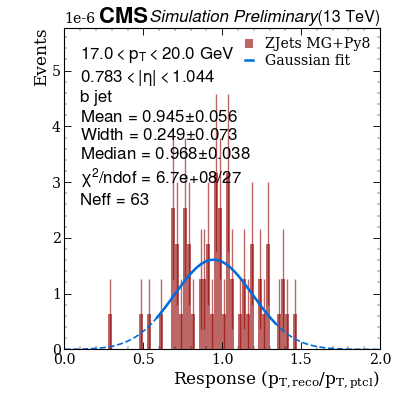 1e-6 CMS Simulation Preliminary (13 TeV)
Events
ZJets MG+Py8
Gaussian fit
17.0 < p_T < 20.0 GeV
0.783 < |η| < 1.044
b jet
Mean = 0.945±0.056
Width = 0.249±0.073
Median = 0.968±0.038
χ²/ndof = 6.7e+08/27
Neff = 63
5
4
3
2
1
0
0.0 0.5 1.0 1.5 2.0
Response (p_T,reco/p_T,ptcl)